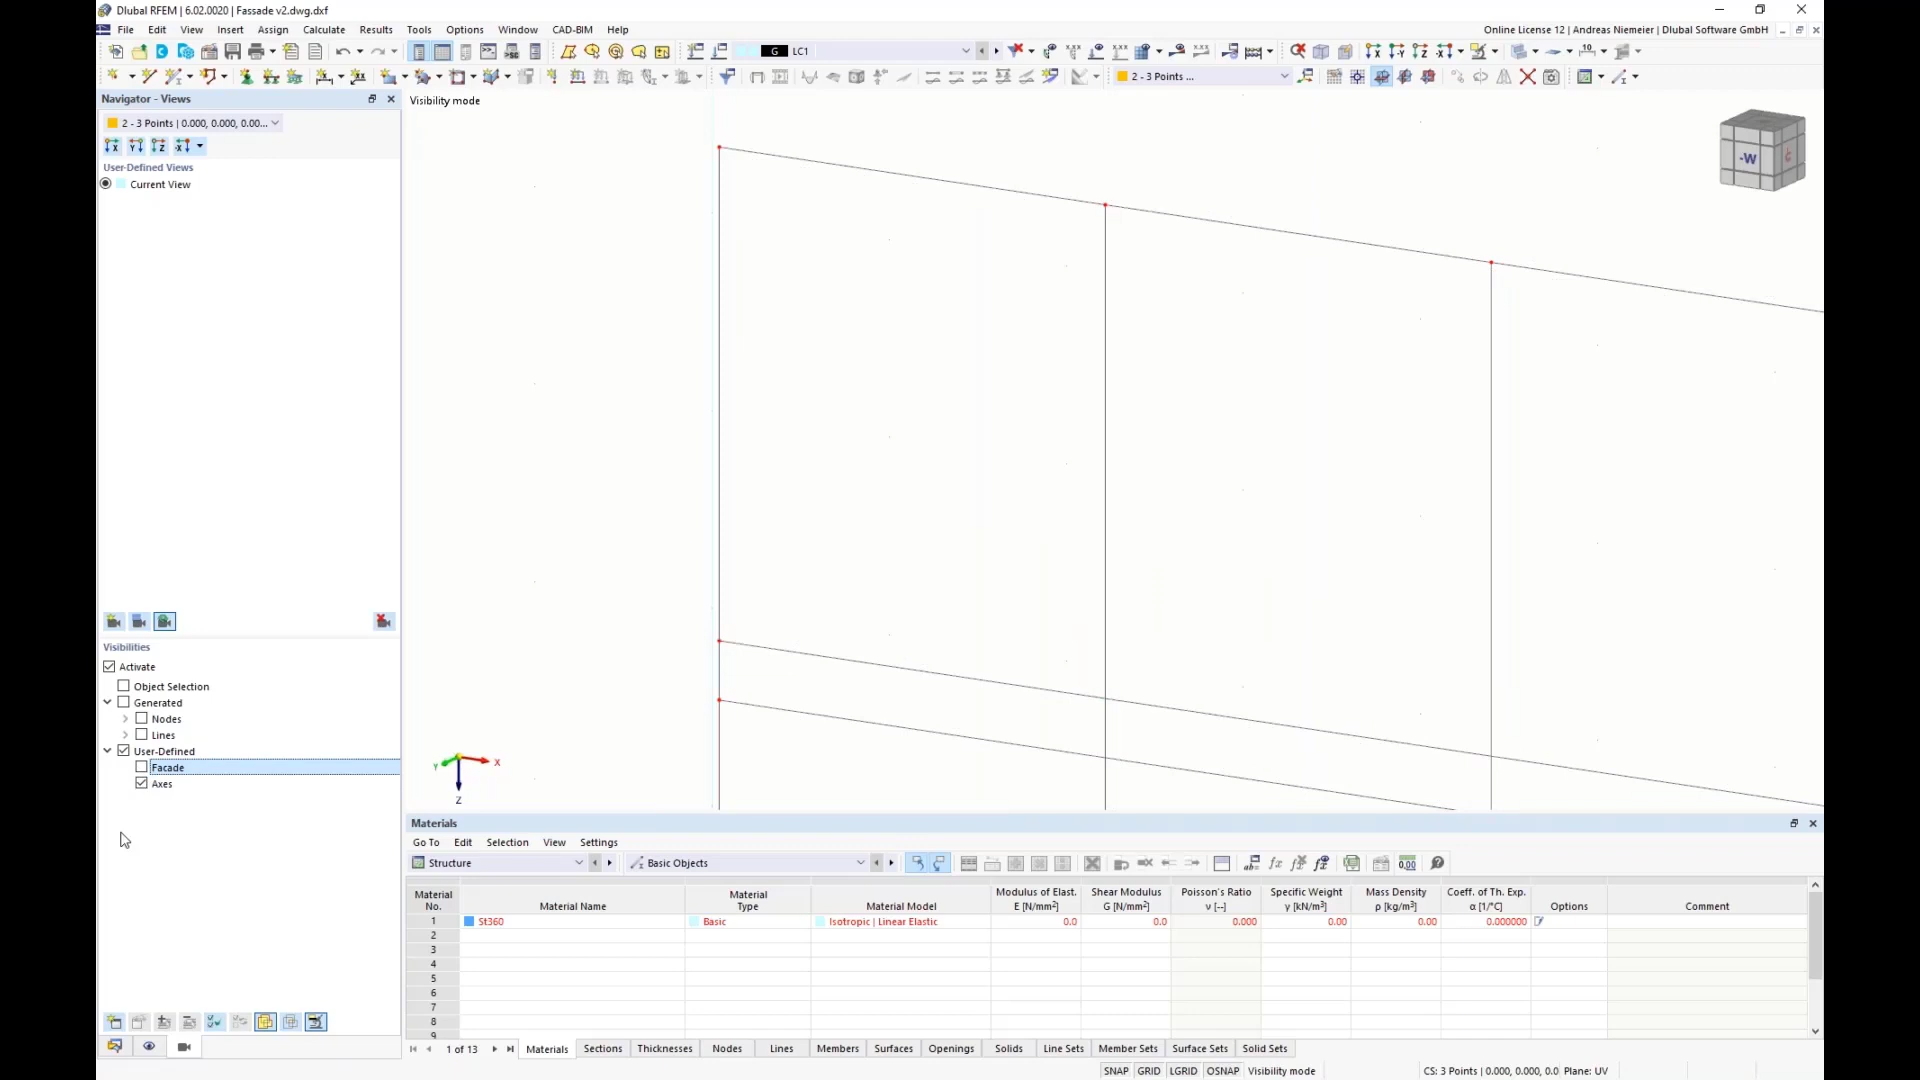 Dlubal RFEM | 6.02.0020 | Fassade v2.dwg.dxf
File Edit View Insert Assign Calculate Results Tools Options Window CAD-BIM Help
Online License 12 | Andreas Niemeier | Dlubal Software GmbH
G LC1
2 - 3 Points ...
Navigator - Views
Visibility mode
2 - 3 Points | 0.000, 0.000, 0.00...
User-Defined Views
Current View
-W
X
Y
Z
Visibilities
Activate
Object Selection
Generated
Nodes
Lines
User-Defined
Facade
Axes
Materials
Go To Edit Selection View Settings
Structure
Basic Objects
Material No.
Material Name
Material Type
Material Model
Modulus of Elast. E [N/mm²]
Shear Modulus G [N/mm²]
Poisson's Ratio ν [--]
Specific Weight γ [kN/m³]
Mass Density ρ [kg/m³]
Coeff. of Th. Exp. α [1/°C]
Options
Comment
1 St360 Basic Isotropic | Linear Elastic 0.0 0.0 0.000 0.00 0.00 0.000000
2
3
4
5
6
7
8
9
1 of 13 Materials Sections Thicknesses Nodes Lines Members Surfaces Openings Solids Line Sets Member Sets Surface Sets Solid Sets
SNAP GRID LGRID OSNAP Visibility mode CS: 3 Points | 0.000, 0.000, 0.0 Plane: UV